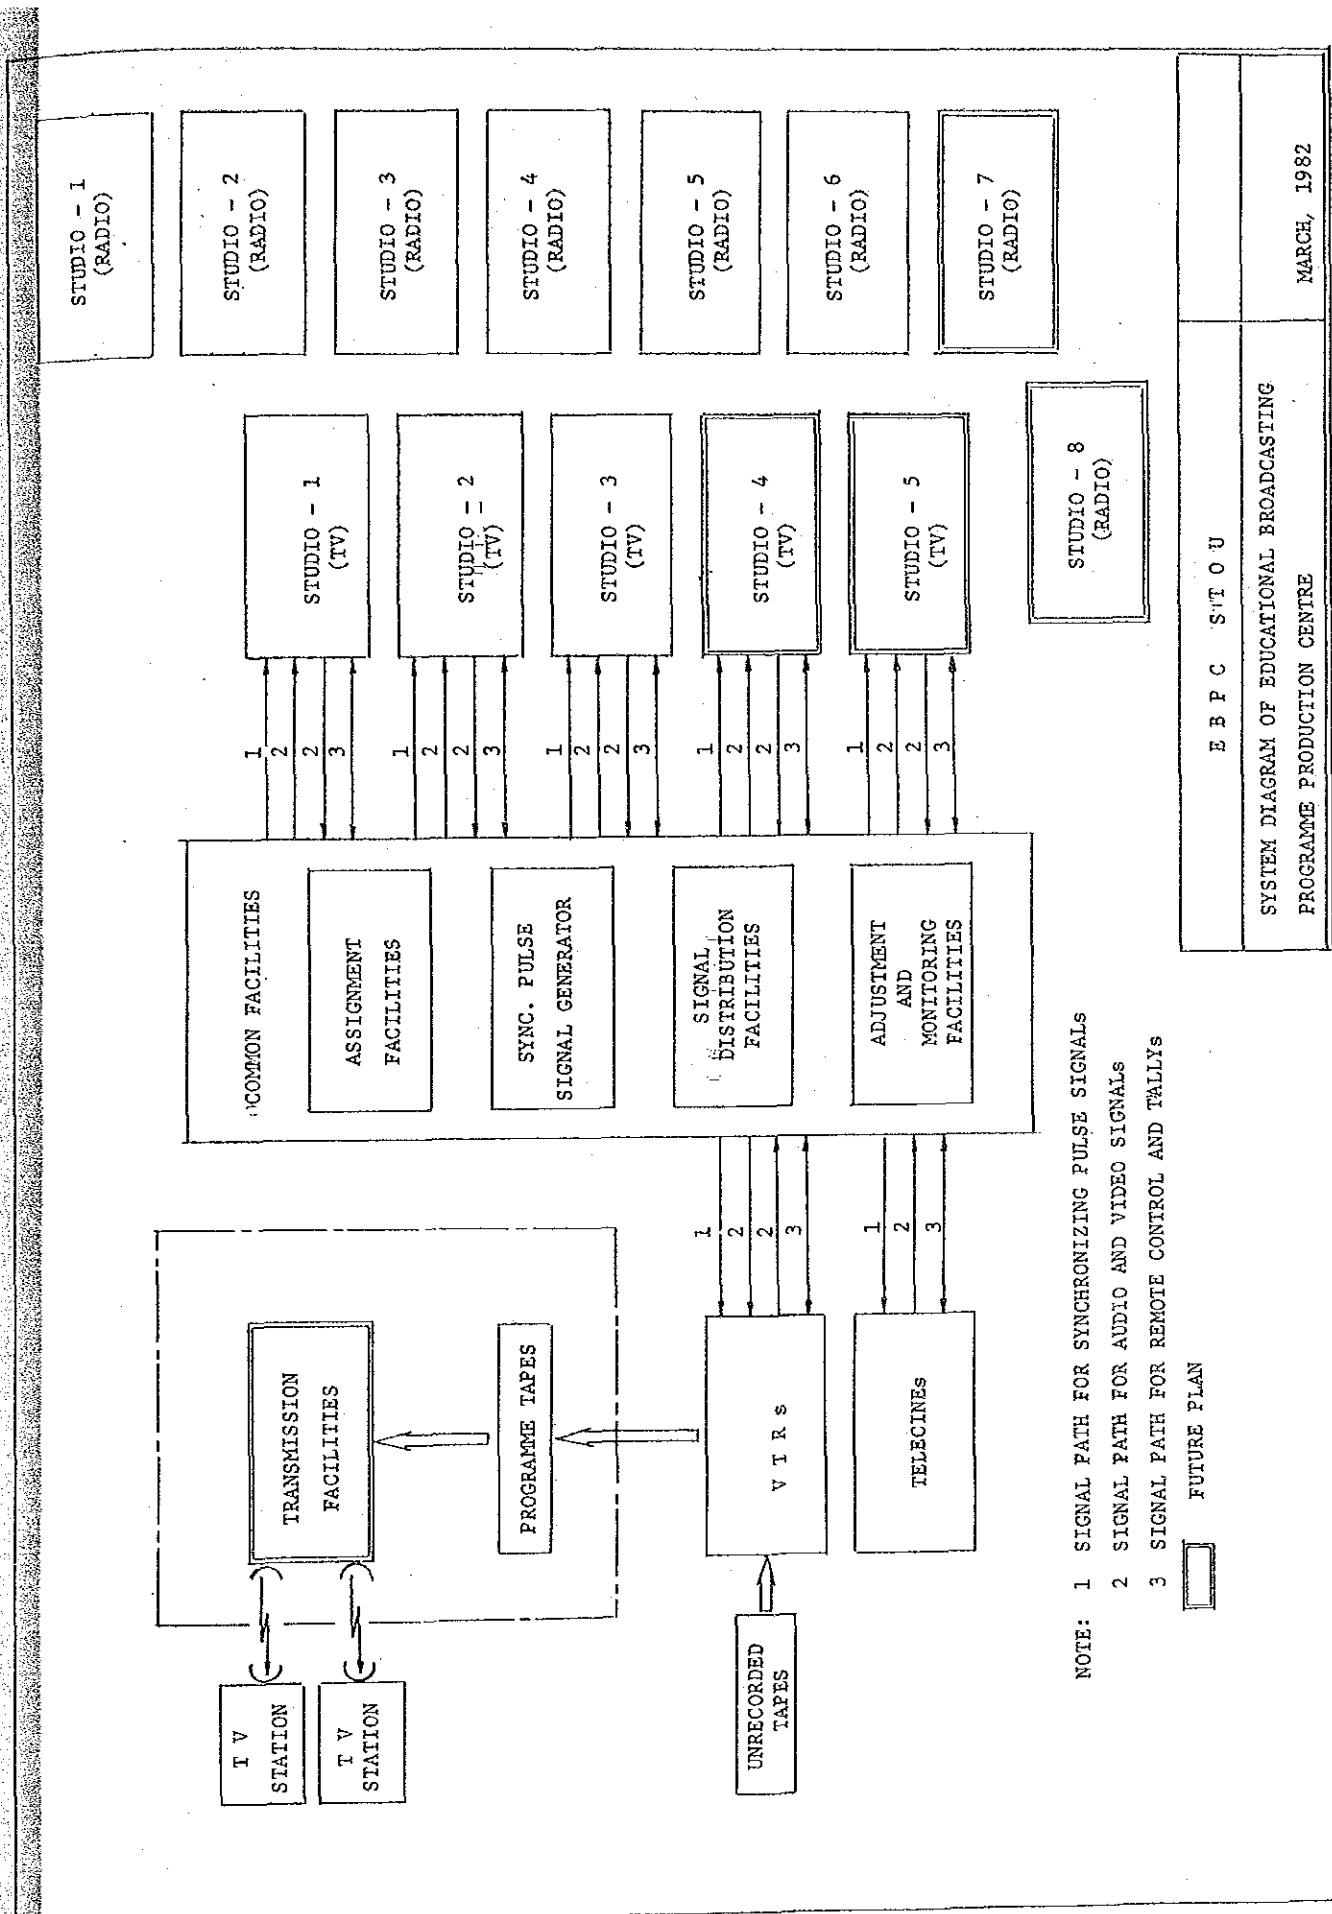 TV
STATION
TV
STATION
TRANSMISSION
FACILITIES
PROGRAMME TAPES
UNRECORDED
TAPES
V T R s
TELECINEs
1
2
2
3
1
2
3
COMMON FACILITIES
ASSIGNMENT
FACILITIES
SYNC. PULSE
SIGNAL GENERATOR
SIGNAL
DISTRIBUTION
FACILITIES
ADJUSTMENT
AND
MONITORING
FACILITIES
1
2
2
3
1
2
2
3
1
2
2
3
1
2
2
3
1
2
2
3
STUDIO - 1
(TV)
STUDIO - 2
(TV)
STUDIO - 3
(TV)
STUDIO - 4
(TV)
STUDIO - 5
(TV)
STUDIO - 1
(RADIO)
STUDIO - 2
(RADIO)
STUDIO - 3
(RADIO)
STUDIO - 4
(RADIO)
STUDIO - 5
(RADIO)
STUDIO - 6
(RADIO)
STUDIO - 7
(RADIO)
STUDIO - 8
(RADIO)
NOTE: 1 SIGNAL PATH FOR SYNCHRONIZING PULSE SIGNALs
2 SIGNAL PATH FOR AUDIO AND VIDEO SIGNALs
3 SIGNAL PATH FOR REMOTE CONTROL AND TALLYs
FUTURE PLAN
E B P C S T O U
SYSTEM DIAGRAM OF EDUCATIONAL BROADCASTING
PROGRAMME PRODUCTION CENTRE
MARCH, 1982